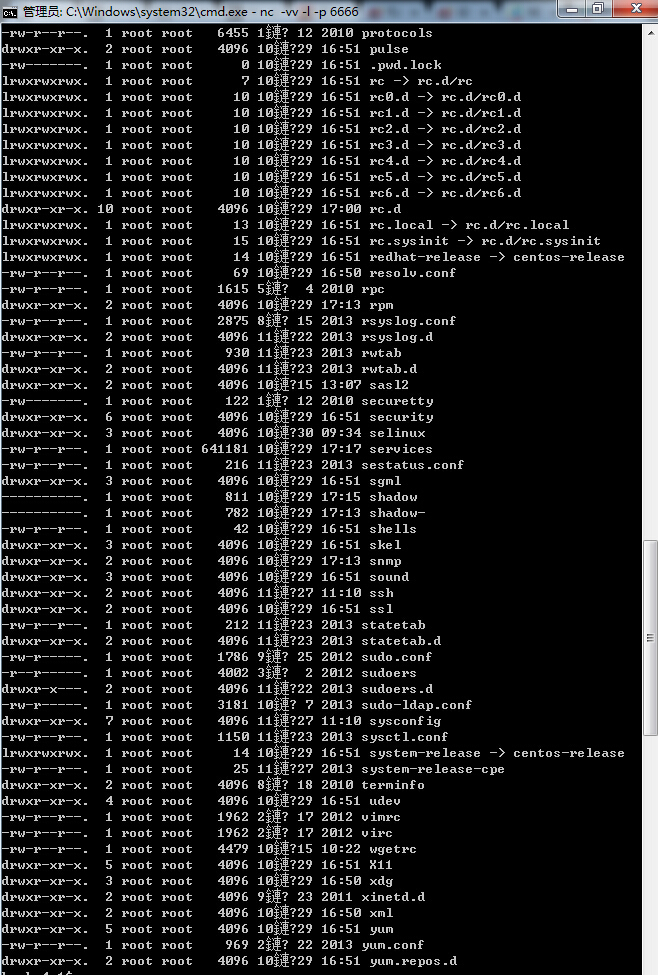 管理员: C:\Windows\system32\cmd.exe - nc -vv -l -p 6666
-rw-r--r--. 1 root root 6455 1鏈? 12 2010 protocols
drwxr-xr-x. 2 root root 4096 10鏈?29 16:51 pulse
-rw-------. 1 root root 0 10鏈?29 16:51 .pwd.lock
lrwxrwxrwx. 1 root root 7 10鏈?29 16:51 rc -> rc.d/rc
lrwxrwxrwx. 1 root root 10 10鏈?29 16:51 rc0.d -> rc.d/rc0.d
lrwxrwxrwx. 1 root root 10 10鏈?29 16:51 rc1.d -> rc.d/rc1.d
lrwxrwxrwx. 1 root root 10 10鏈?29 16:51 rc2.d -> rc.d/rc2.d
lrwxrwxrwx. 1 root root 10 10鏈?29 16:51 rc3.d -> rc.d/rc3.d
lrwxrwxrwx. 1 root root 10 10鏈?29 16:51 rc4.d -> rc.d/rc4.d
lrwxrwxrwx. 1 root root 10 10鏈?29 16:51 rc5.d -> rc.d/rc5.d
lrwxrwxrwx. 1 root root 10 10鏈?29 16:51 rc6.d -> rc.d/rc6.d
drwxr-xr-x. 10 root root 4096 10鏈?29 17:00 rc.d
lrwxrwxrwx. 1 root root 13 10鏈?29 16:51 rc.local -> rc.d/rc.local
lrwxrwxrwx. 1 root root 15 10鏈?29 16:51 rc.sysinit -> rc.d/rc.sysinit
lrwxrwxrwx. 1 root root 14 10鏈?29 16:51 redhat-release -> centos-release
-rw-r--r--. 1 root root 69 10鏈?29 16:50 resolv.conf
-rw-r--r--. 1 root root 1615 5鏈? 4 2010 rpc
drwxr-xr-x. 2 root root 4096 10鏈?29 17:13 rpm
-rw-r--r--. 1 root root 2875 8鏈? 15 2013 rsyslog.conf
drwxr-xr-x. 2 root root 4096 11鏈?22 2013 rsyslog.d
-rw-r--r--. 1 root root 930 11鏈?23 2013 rwtab
drwxr-xr-x. 2 root root 4096 11鏈?23 2013 rwtab.d
drwxr-xr-x. 2 root root 4096 10鏈?15 13:07 sasl2
-rw-------. 1 root root 122 1鏈? 12 2010 securetty
drwxr-xr-x. 6 root root 4096 10鏈?29 16:51 security
drwxr-xr-x. 3 root root 4096 10鏈?30 09:34 selinux
-rw-r--r--. 1 root root 641181 10鏈?29 17:17 services
-rw-r--r--. 1 root root 216 11鏈?23 2013 sestatus.conf
drwxr-xr-x. 3 root root 4096 10鏈?29 16:51 sgml
----------. 1 root root 811 10鏈?29 17:15 shadow
----------. 1 root root 782 10鏈?29 17:13 shadow-
-rw-r--r--. 1 root root 42 10鏈?29 16:51 shells
drwxr-xr-x. 3 root root 4096 10鏈?29 16:51 skel
drwxr-xr-x. 2 root root 4096 10鏈?29 17:13 snmp
drwxr-xr-x. 3 root root 4096 10鏈?29 16:51 sound
drwxr-xr-x. 2 root root 4096 11鏈?27 11:10 ssh
drwxr-xr-x. 2 root root 4096 10鏈?29 16:51 ssl
-rw-r--r--. 1 root root 212 11鏈?23 2013 statetab
drwxr-xr-x. 2 root root 4096 11鏈?23 2013 statetab.d
-rw-r-----. 1 root root 1786 9鏈? 25 2012 sudo.conf
-r--r-----. 1 root root 4002 3鏈? 2 2012 sudoers
drwxr-x---. 2 root root 4096 11鏈?22 2013 sudoers.d
-rw-r-----. 1 root root 3181 10鏈? 7 2013 sudo-ldap.conf
drwxr-xr-x. 7 root root 4096 11鏈?27 11:10 sysconfig
-rw-r--r--. 1 root root 1150 11鏈?23 2013 sysctl.conf
lrwxrwxrwx. 1 root root 14 10鏈?29 16:51 system-release -> centos-release
-rw-r--r--. 1 root root 25 11鏈?27 2013 system-release-cpe
drwxr-xr-x. 2 root root 4096 8鏈? 18 2010 terminfo
drwxr-xr-x. 4 root root 4096 10鏈?29 16:51 udev
-rw-r--r--. 1 root root 1962 2鏈? 17 2012 vimrc
-rw-r--r--. 1 root root 1962 2鏈? 17 2012 virc
-rw-r--r--. 1 root root 4479 10鏈?15 10:22 wgetrc
drwxr-xr-x. 5 root root 4096 10鏈?29 16:51 X11
drwxr-xr-x. 3 root root 4096 10鏈?29 16:50 xdg
drwxr-xr-x. 2 root root 4096 9鏈? 23 2011 xinetd.d
drwxr-xr-x. 2 root root 4096 10鏈?29 16:50 xml
drwxr-xr-x. 5 root root 4096 10鏈?29 16:51 yum
-rw-r--r--. 1 root root 969 2鏈? 22 2013 yum.conf
drwxr-xr-x. 2 root root 4096 10鏈?29 16:51 yum.repos.d